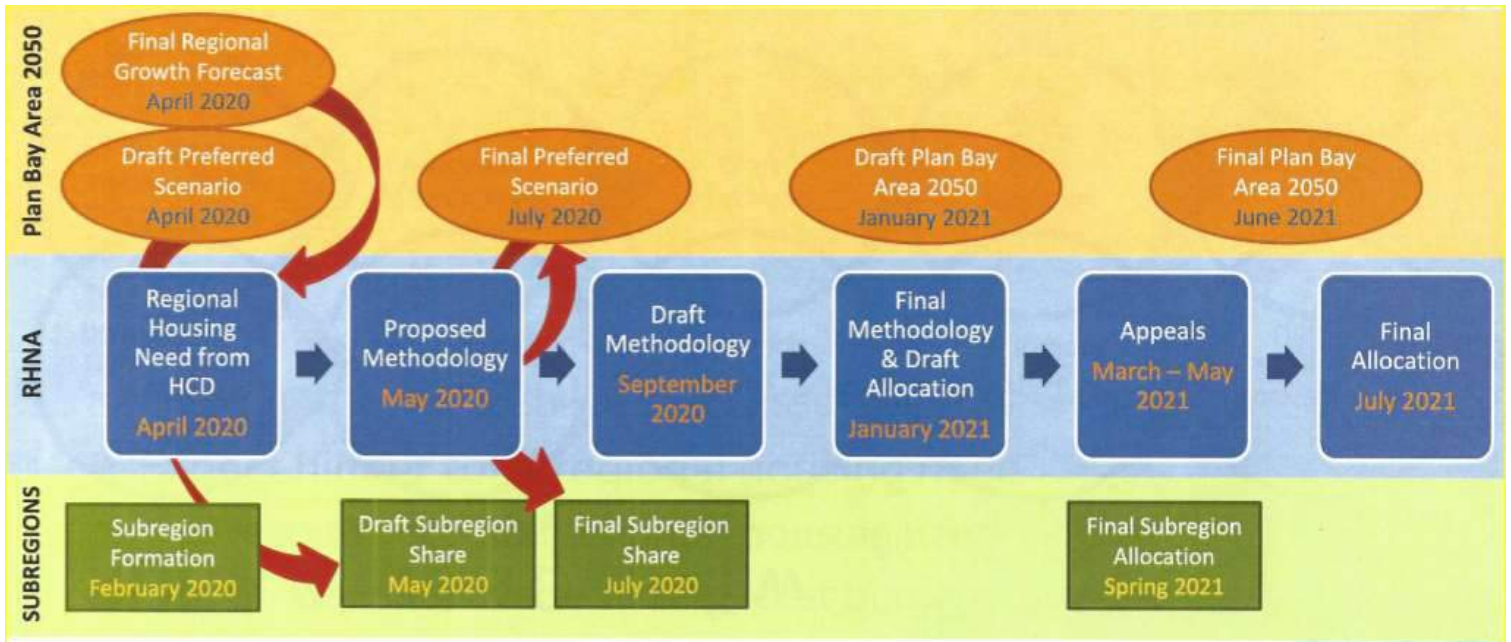 Plan Bay Area 2050
Final Regional
Growth Forecast
April 2020
Draft Preferred
Scenario
April 2020
Final Preferred
Scenario
July 2020
Draft Plan Bay
Area 2050
January 2021
Final Plan Bay
Area 2050
June 2021
RHNA
Regional
Housing
Need from
HCD
April 2020
Proposed
Methodology
May 2020
Draft
Methodology
September
2020
Final
Methodology
& Draft
Allocation
January 2021
Appeals
March – May
2021
Final
Allocation
July 2021
SUBREGIONS
Subregion
Formation
February 2020
Draft Subregion
Share
May 2020
Final Subregion
Share
July 2020
Final Subregion
Allocation
Spring 2021